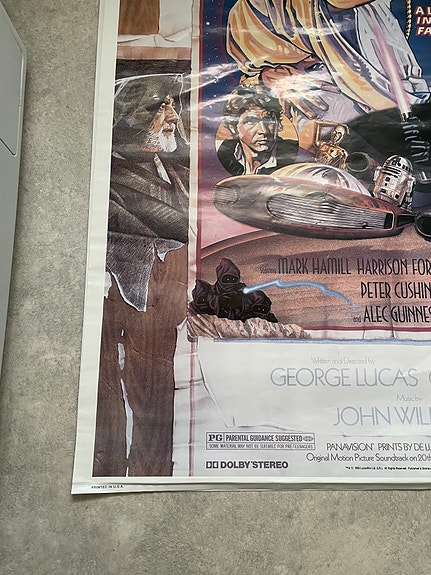 A L
IN
FA
Starring MARK HAMILL HARRISON FOR
PETER CUSHIN
and ALEC GUINNES
Written and Directed by
GEORGE LUCAS
Music by
JOHN WILL
PG PARENTAL GUIDANCE SUGGESTED
SOME MATERIAL MAY NOT BE SUITABLE FOR PRE-TEENAGERS
PANAVISION® PRINTS BY DE LU
Original Motion Picture Soundtrack on 20th
DOLBY STEREO
PRINTED IN U.S.A.